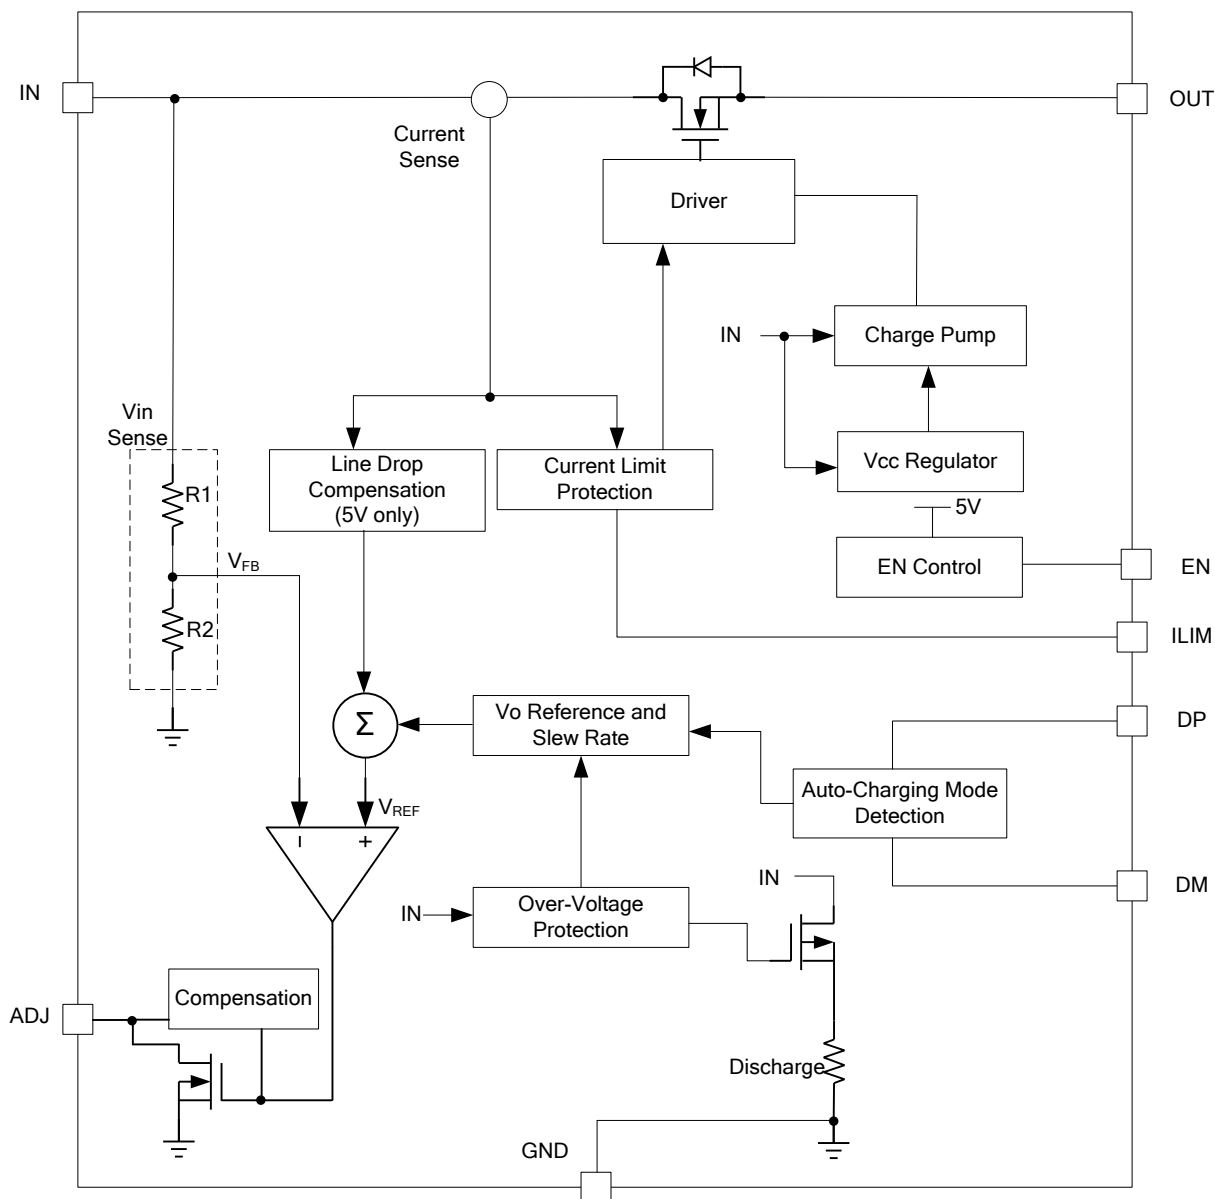 IN
OUT
Current
Sense
Driver
IN
Charge Pump
Vin
Sense
Line Drop
Compensation
(5V only)
Current Limit
Protection
Vcc Regulator
R1
5V
VFB
EN Control
EN
R2
ILIM
Σ
Vo Reference and
Slew Rate
DP
Auto-Charging Mode
Detection
VREF
– +
IN
DM
IN
Over-Voltage
Protection
Compensation
ADJ
Discharge
GND